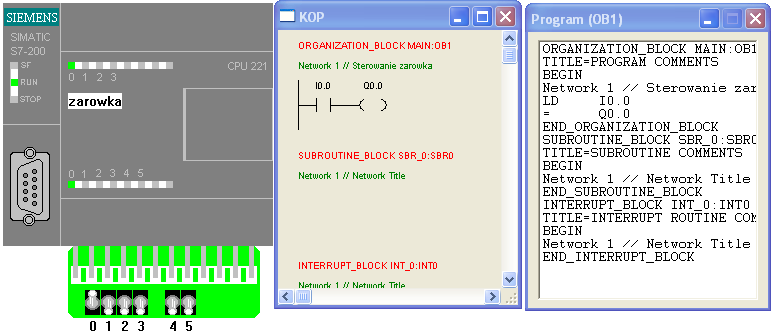 SIEMENS
SIMATIC
S7-200
SF
RUN
STOP
0 1 2 3
CPU 221
zarowka
0 1 2 3 4 5
0 1 2 3 4 5
KOP
ORGANIZATION_BLOCK MAIN:OB1
Network 1 // Sterowanie zarowka
I0.0 Q0.0
SUBROUTINE_BLOCK SBR_0:SBR0
Network 1 // Network Title
INTERRUPT_BLOCK INT_0:INT0
Network 1 // Network Title
Program (OB1)
ORGANIZATION_BLOCK MAIN:OB1
TITLE=PROGRAM COMMENTS
BEGIN
Network 1 // Sterowanie zar
LD I0.0
= Q0.0
END_ORGANIZATION_BLOCK
SUBROUTINE_BLOCK SBR_0:SBR0
TITLE=SUBROUTINE COMMENTS
BEGIN
Network 1 // Network Title
END_SUBROUTINE_BLOCK
INTERRUPT_BLOCK INT_0:INT0
TITLE=INTERRUPT ROUTINE COM
BEGIN
Network 1 // Network Title
END_INTERRUPT_BLOCK